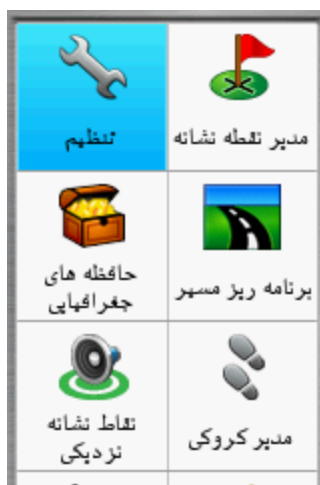 مدیر نقطه نشانه
تنظیم
برنامه ریز مسیر
حافظه های
جغرافیایی
مدیر کروکی
نقاط نشانه
نزدیکی